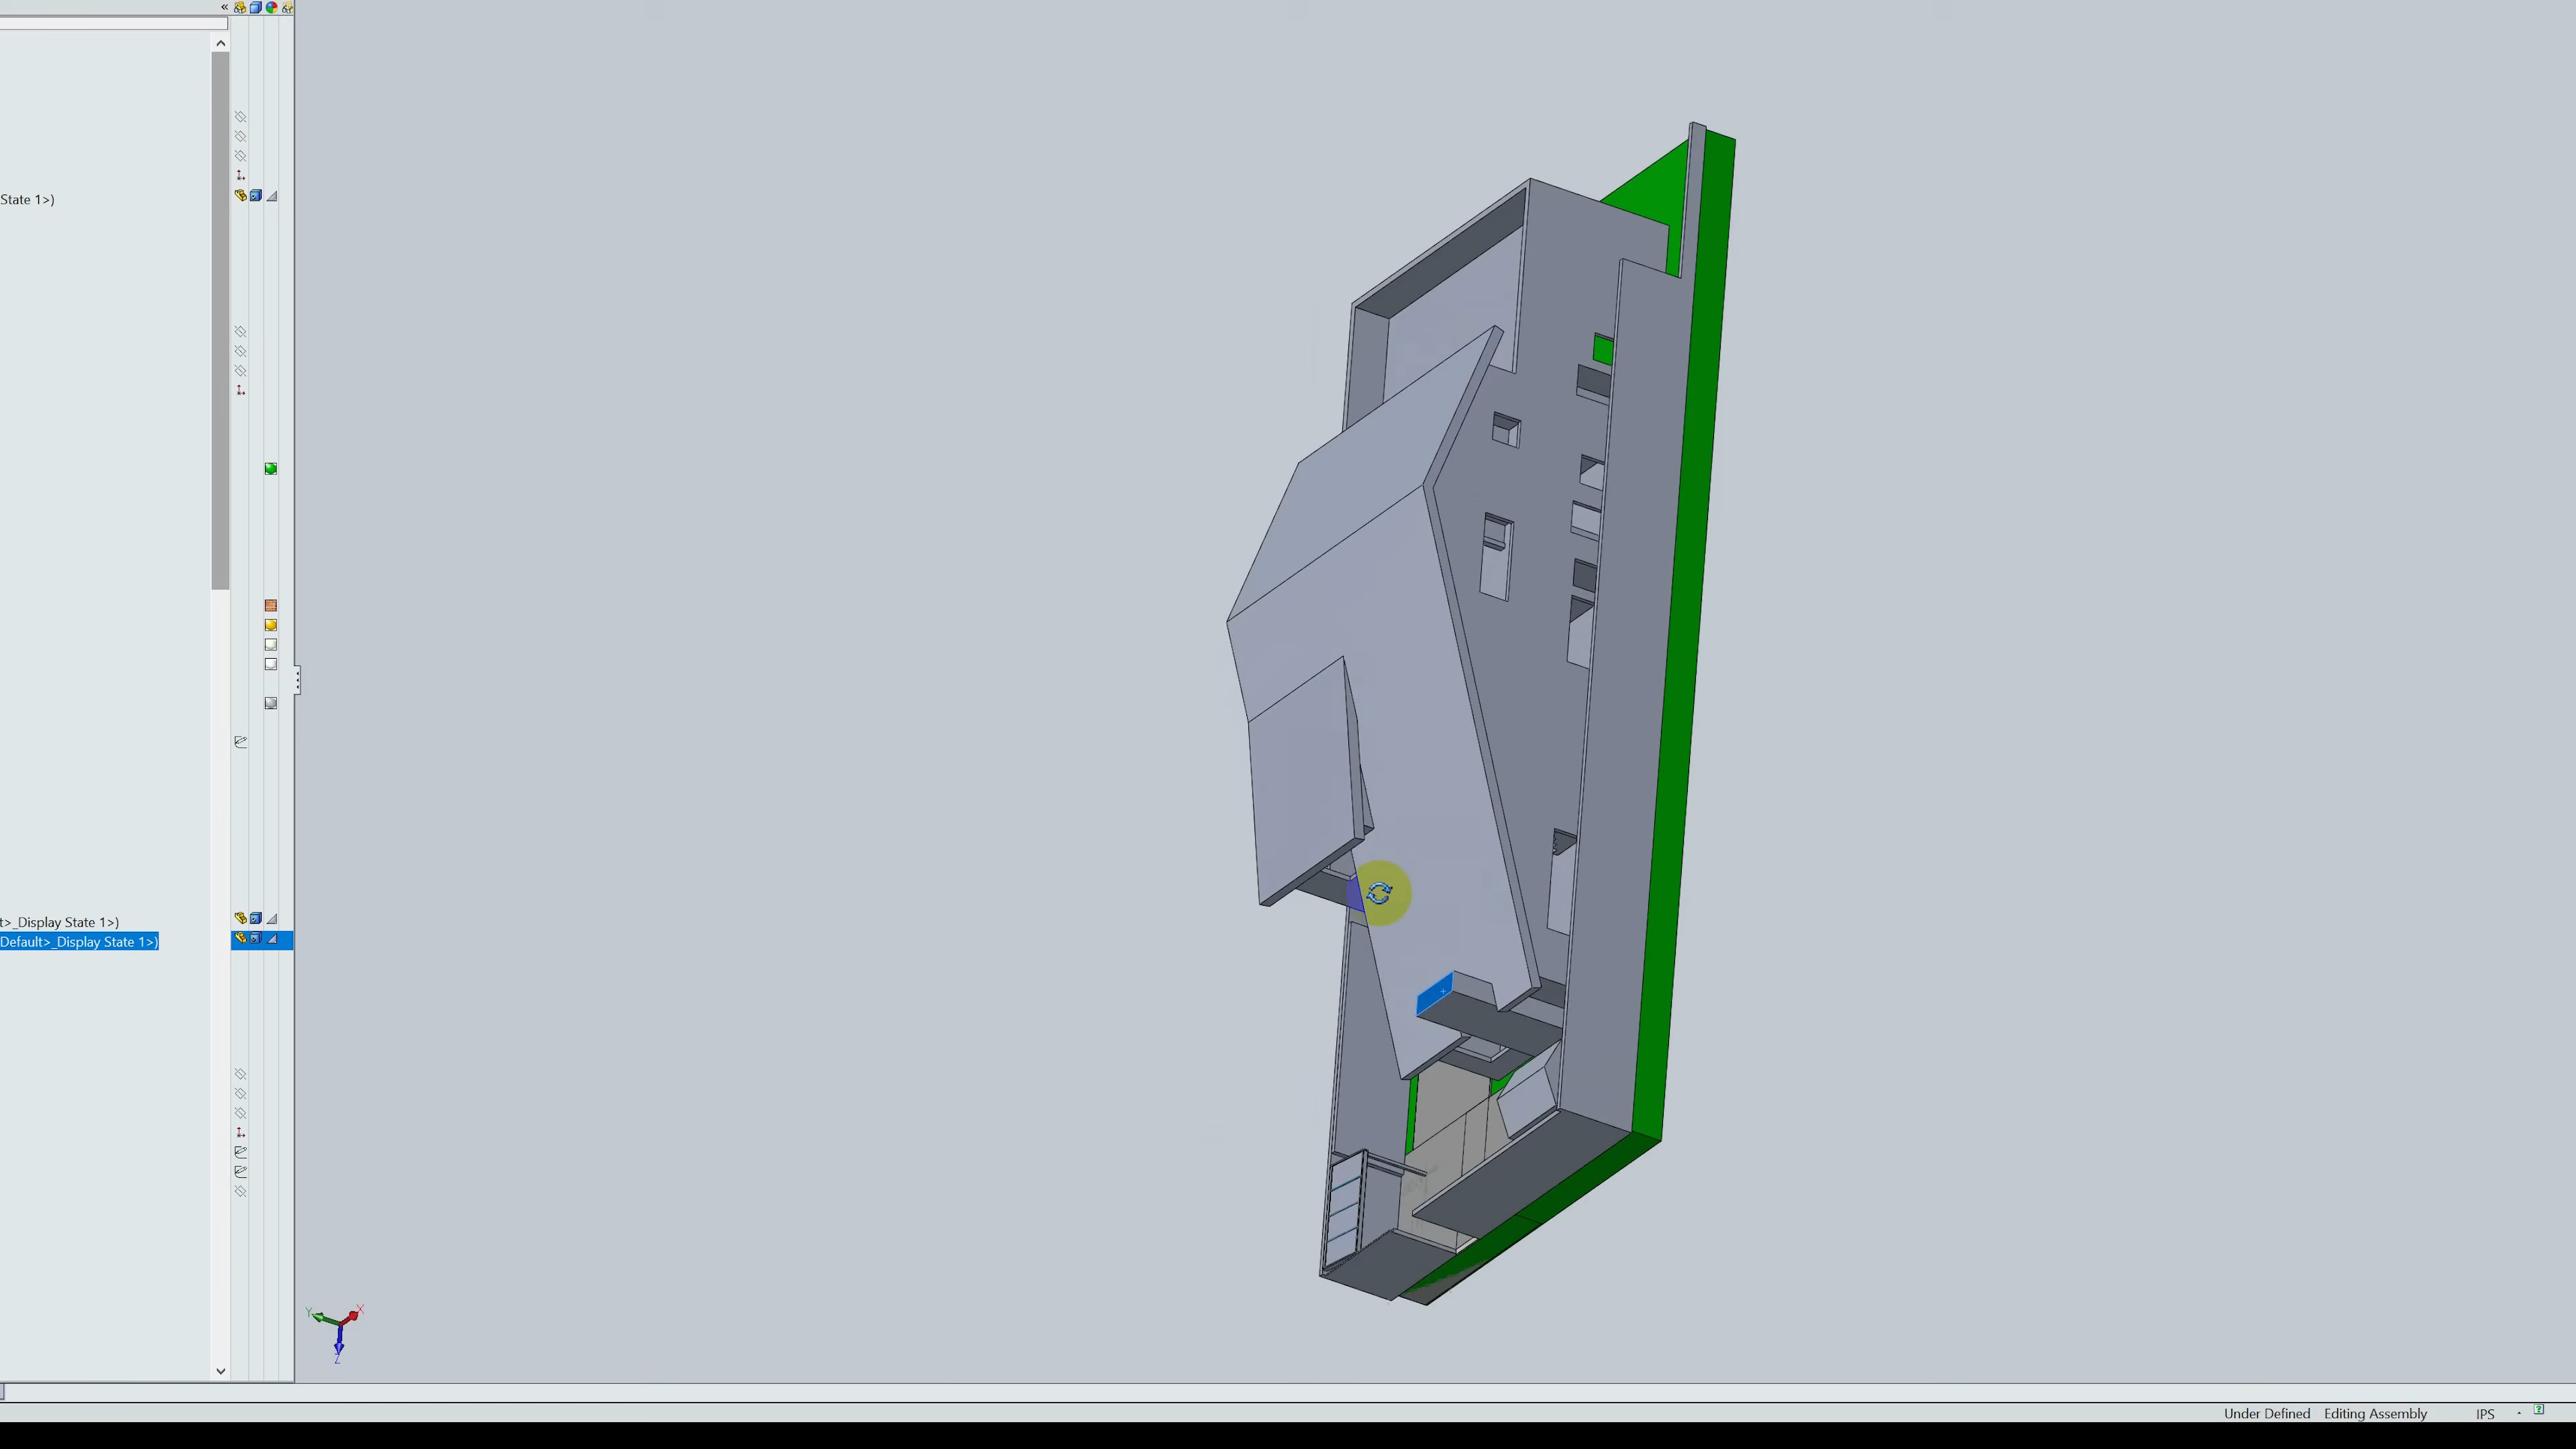 «
State 1>)
t>_Display State 1>)
Default>_Display State 1>)
Y
X
Z
Under Defined Editing Assembly IPS - ?